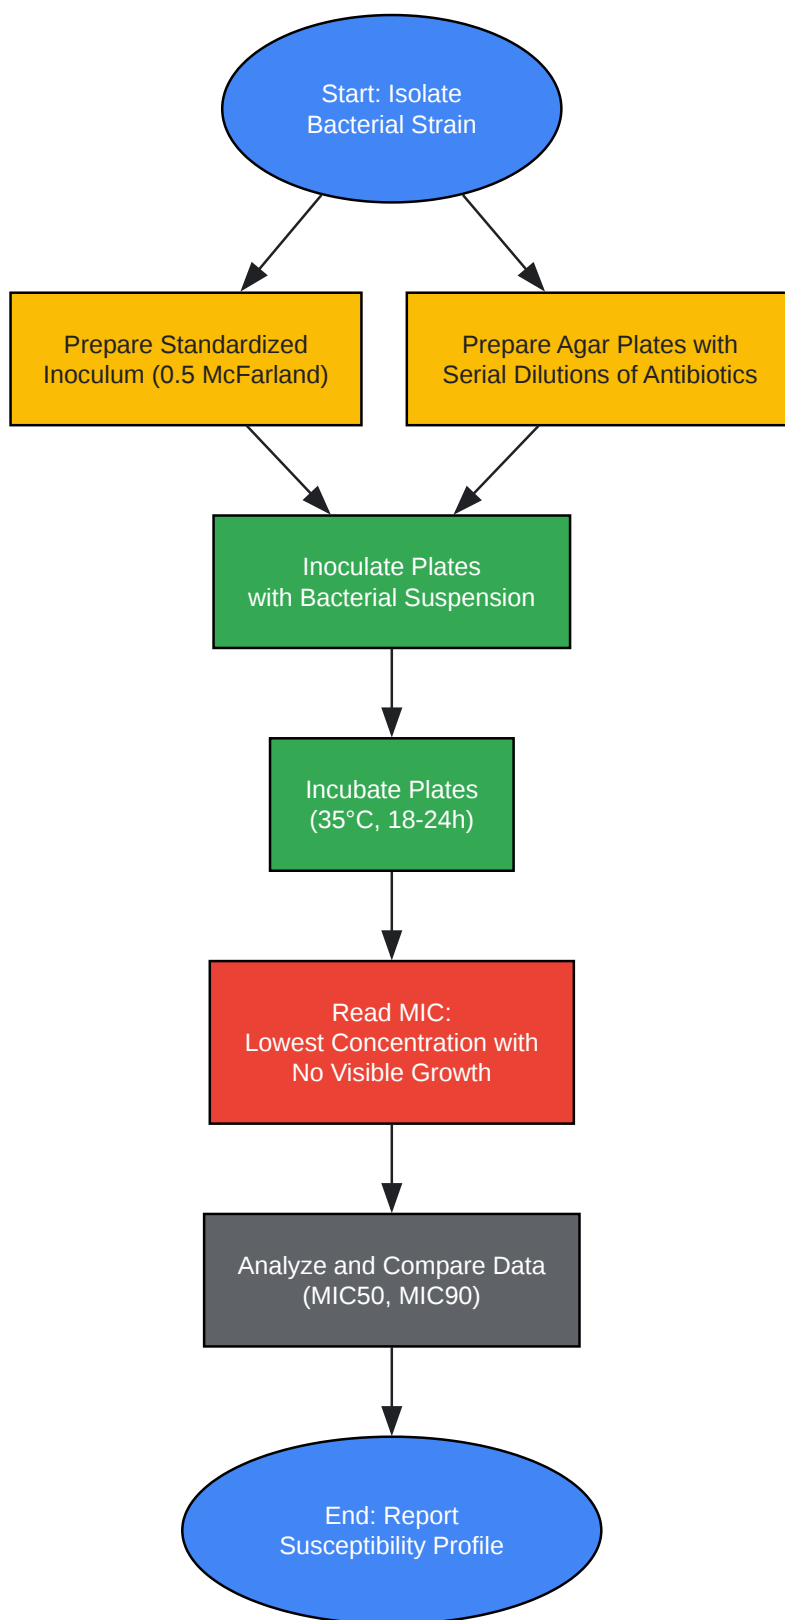 Start: Isolate
Bacterial Strain
Prepare Standardized
Inoculum (0.5 McFarland)
Prepare Agar Plates with
Serial Dilutions of Antibiotics
Inoculate Plates
with Bacterial Suspension
Incubate Plates
(35°C, 18-24h)
Read MIC:
Lowest Concentration with
No Visible Growth
Analyze and Compare Data
(MIC50, MIC90)
End: Report
Susceptibility Profile